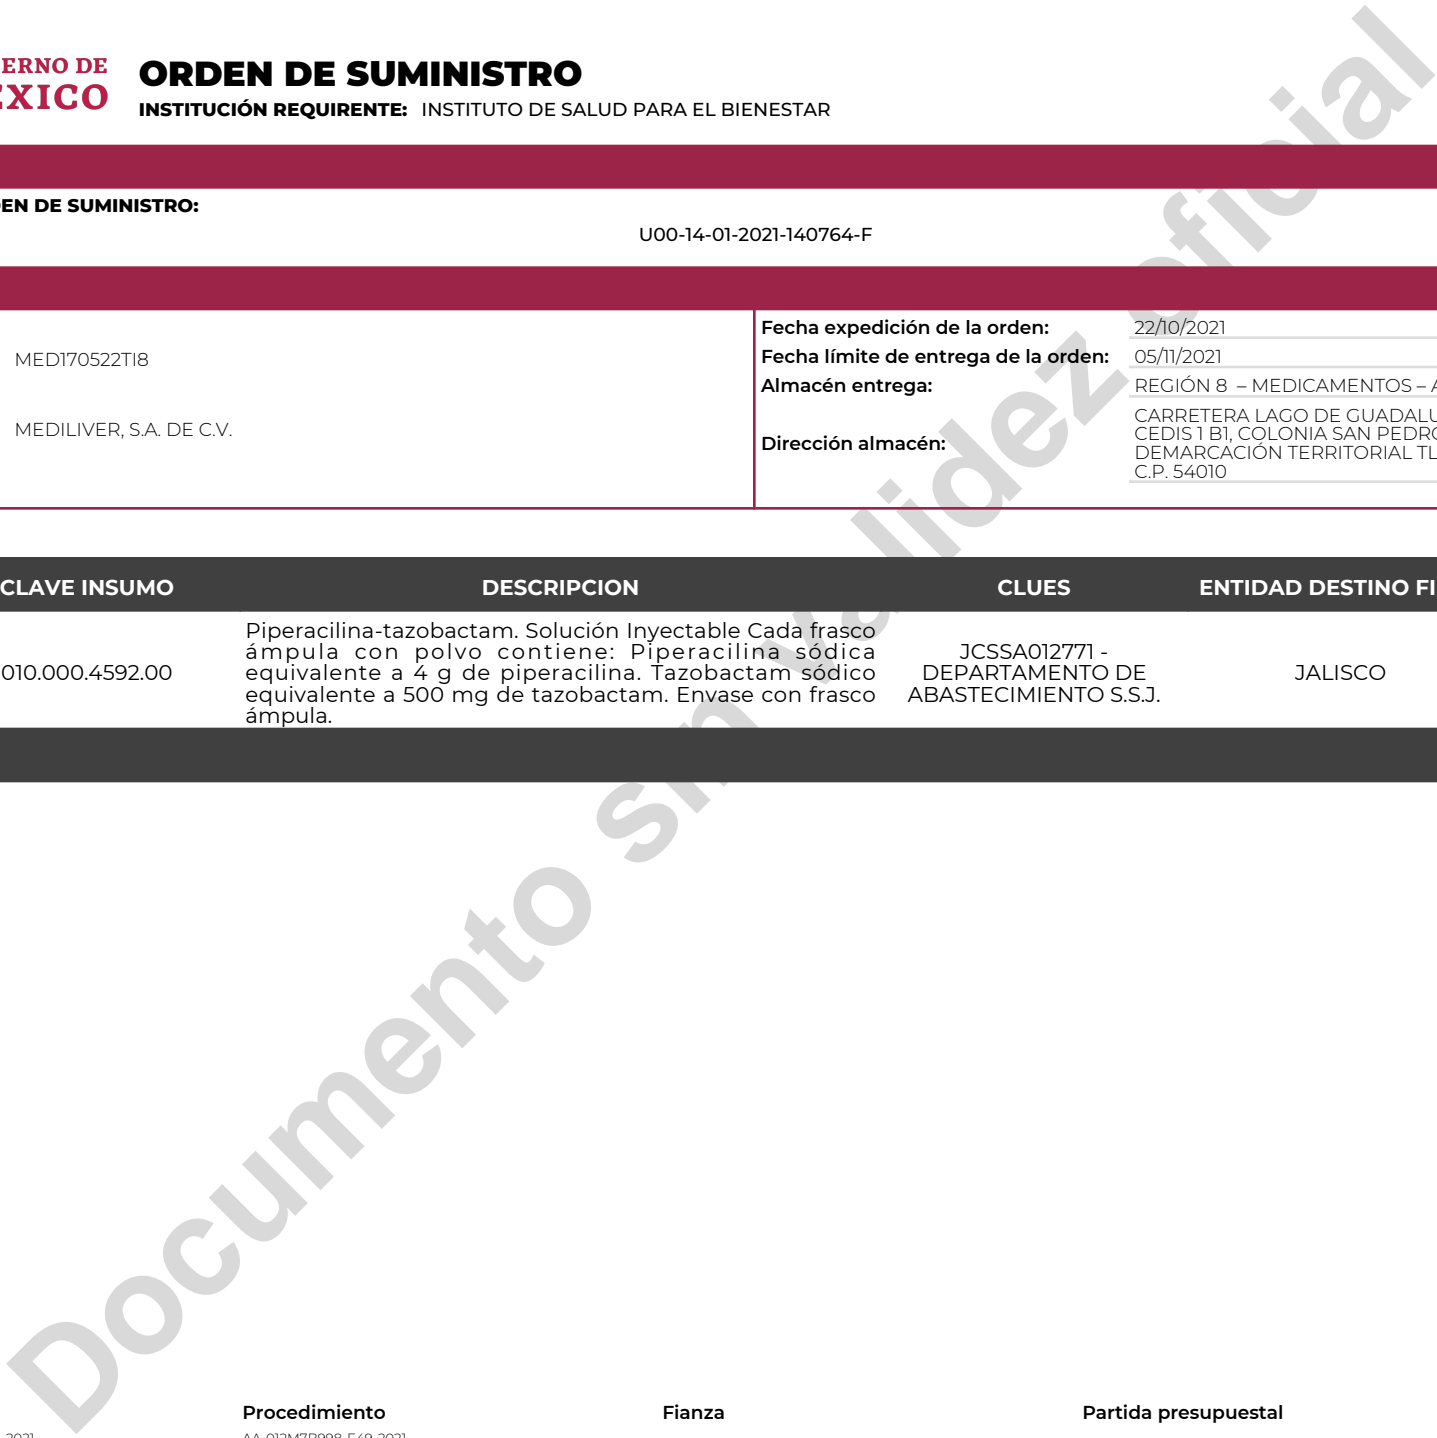 ERNO DE
ORDEN DE SUMINISTRO
XICO
INSTITUCIÓN REQUIRENTE: INSTITUTO DE SALUD PARA EL BIENESTAR
EN DE SUMINISTRO:
U00-14-01-2021-140764-F
MED170522TI8
MEDILIVER, S.A. DE C.V.
Fecha expedición de la orden: 22/10/2021
Fecha límite de entrega de la orden: 05/11/2021
Almacén entrega: REGIÓN 8 – MEDICAMENTOS – A
Dirección almacén:
CARRETERA LAGO DE GUADALU
CEDIS 1 B1, COLONIA SAN PEDRO
DEMARCACIÓN TERRITORIAL TL
C.P. 54010
CLAVE INSUMO DESCRIPCION CLUES ENTIDAD DESTINO FI
010.000.4592.00
Piperacilina-tazobactam. Solución Inyectable Cada frasco
ámpula con polvo contiene: Piperacilina sódica
equivalente a 4 g de piperacilina. Tazobactam sódico
equivalente a 500 mg de tazobactam. Envase con frasco
ámpula.
JCSSA012771 -
DEPARTAMENTO DE
ABASTECIMIENTO S.S.J.
JALISCO
Documento sin validez oficial
Procedimiento Fianza Partida presupuestal